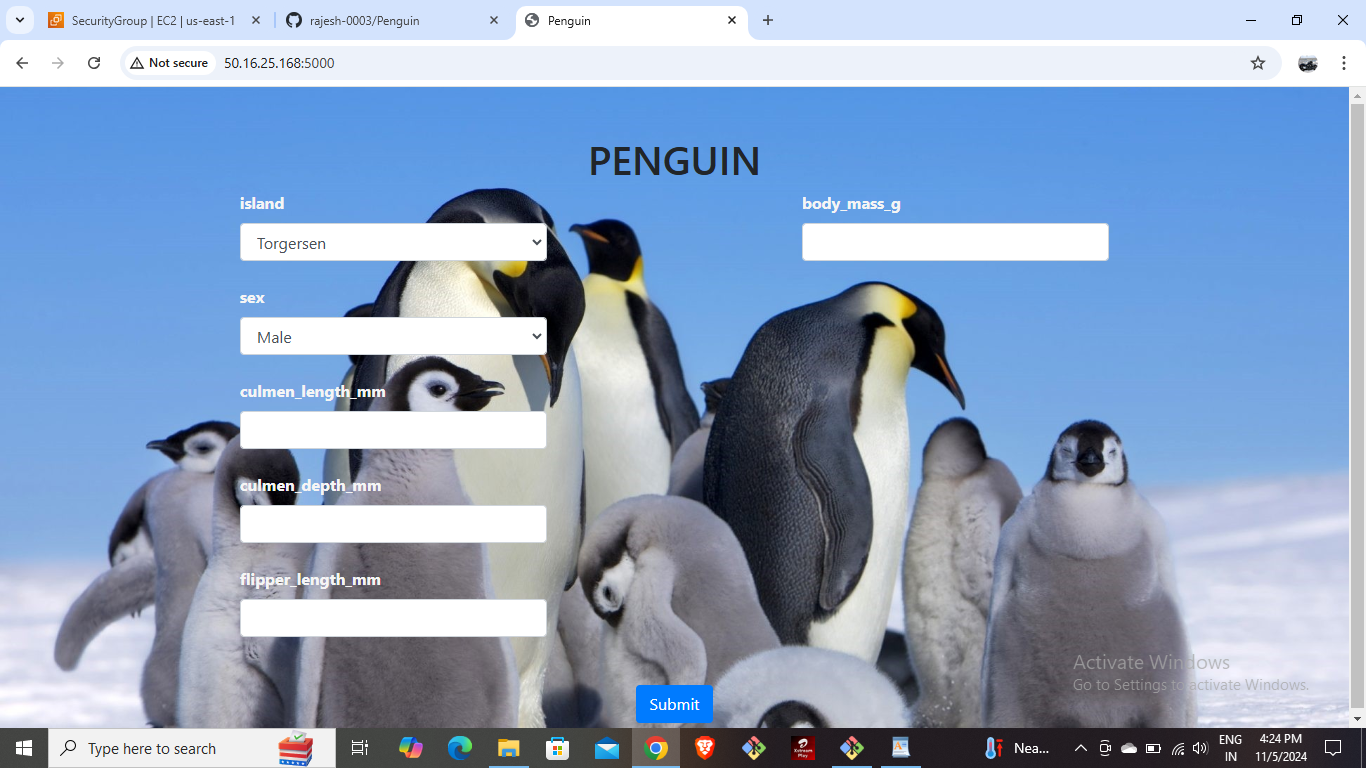 SecurityGroup | EC2 | us-east-1
rajesh-0003/Penguin
Penguin
Not secure
50.16.25.168:5000
PENGUIN
island
body_mass_g
Torgersen
sex
Male
culmen_length_mm
culmen_depth_mm
flipper_length_mm
Activate Windows
Go to Settings to activate Windows.
Submit
Type here to search
Nea...
ENG
IN
4:24 PM
11/5/2024